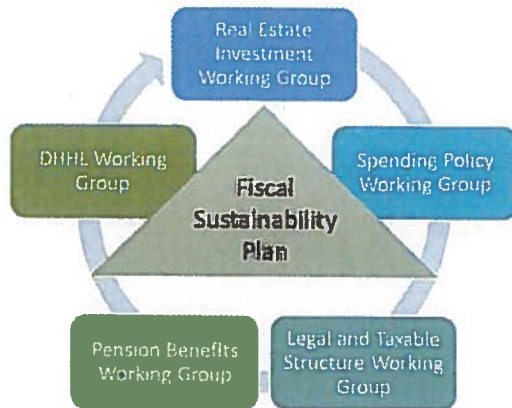 Real Estate
Investment
Working Group
DHHL Working
Group
Spending Policy
Working Group
Fiscal
Sustainability
Plan
Pension Benefits
Working Group
Legal and Taxable
Structure Working
Group